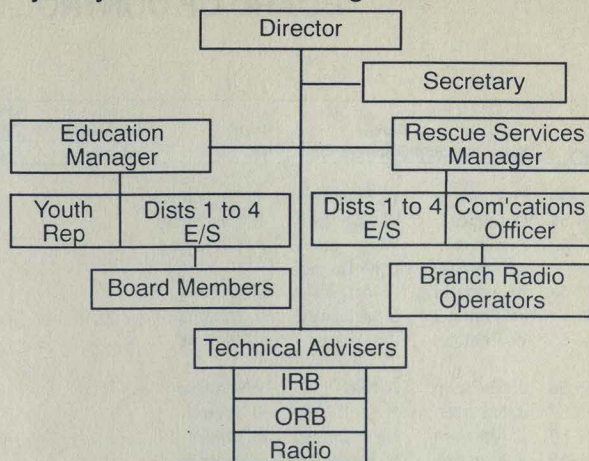 Director
Secretary
Education
Manager
Rescue Services
Manager
Youth
Rep
Dists 1 to 4
E/S
Dists 1 to 4
E/S
Com'cations
Officer
Board Members
Branch Radio
Operators
Technical Advisers
IRB
ORB
Radio